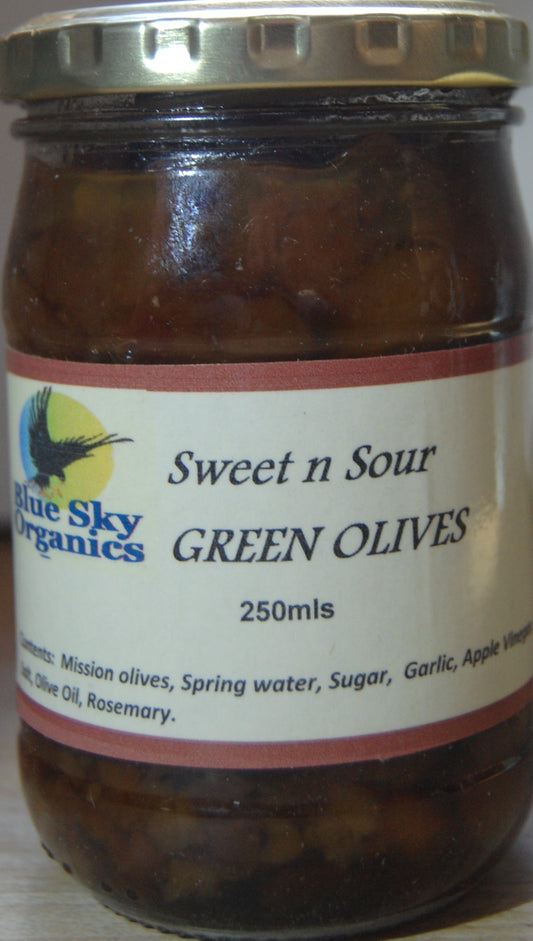 Blue Sky
Organics
Sweet n Sour
GREEN OLIVES
250mls
Contents: Mission olives, Spring water, Sugar, Garlic, Apple Vinegar
Salt, Olive Oil, Rosemary.